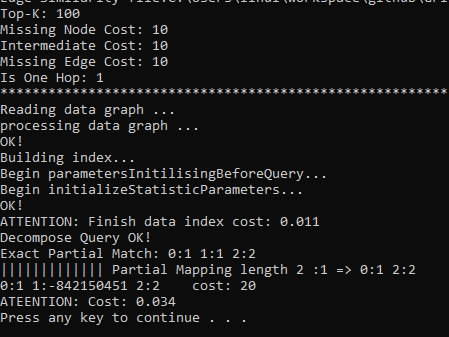 Top-K: 100
Missing Node Cost: 10
Intermediate Cost: 10
Missing Edge Cost: 10
Is One Hop: 1
********************************************************
Reading data graph ...
processing data graph ...
OK!
Building index...
Begin parametersInitilisingBeforeQuery...
Begin initializeStatisticParameters...
OK!
ATTENTION: Finish data index cost: 0.011
Decompose Query OK!
Exact Partial Match: 0:1 1:1 2:2
||||||||||||| Partial Mapping length 2 :1 => 0:1 2:2
0:1 1:-842150451 2:2    cost: 20
ATEENTION: Cost: 0.034
Press any key to continue . . .